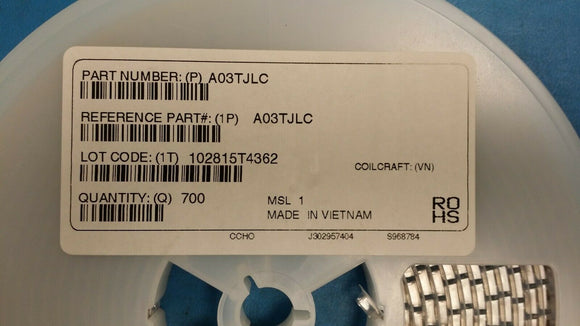 PART NUMBER: (P) A03TJLC
REFERENCE PART#: (1P) A03TJLC
LOT CODE: (1T) 102815T4362
COILCRAFT: (VN)
QUANTITY: (Q) 700
MSL 1
MADE IN VIETNAM
RO
HS
CCHO J302957404 S968784